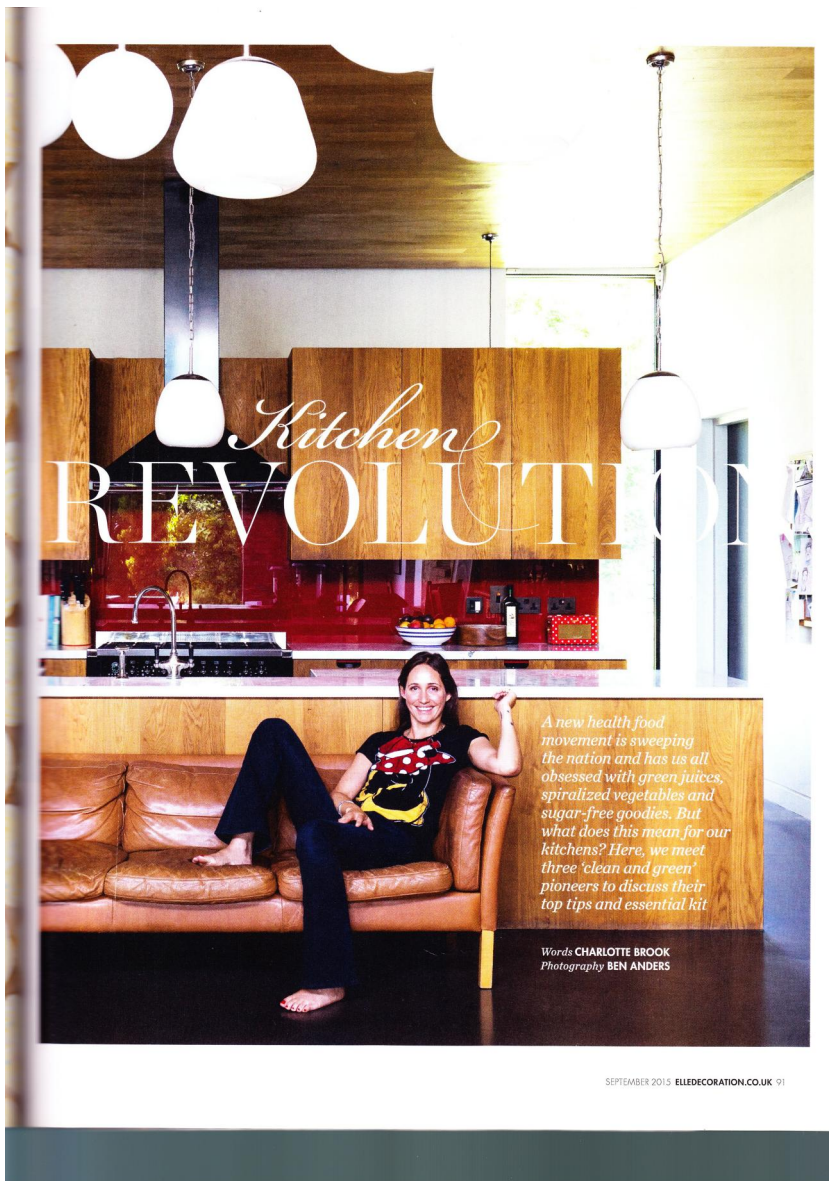 Kitchen
REVOLUTION
A new health food
movement is sweeping
the nation and has us all
obsessed with green juices,
spiralized vegetables and
sugar-free goodies. But
what does this mean for our
kitchens? Here, we meet
three ‘clean and green’
pioneers to discuss their
top tips and essential kit
Words CHARLOTTE BROOK
Photography BEN ANDERS
SEPTEMBER 2015 ELLEDECORATION.CO.UK 91